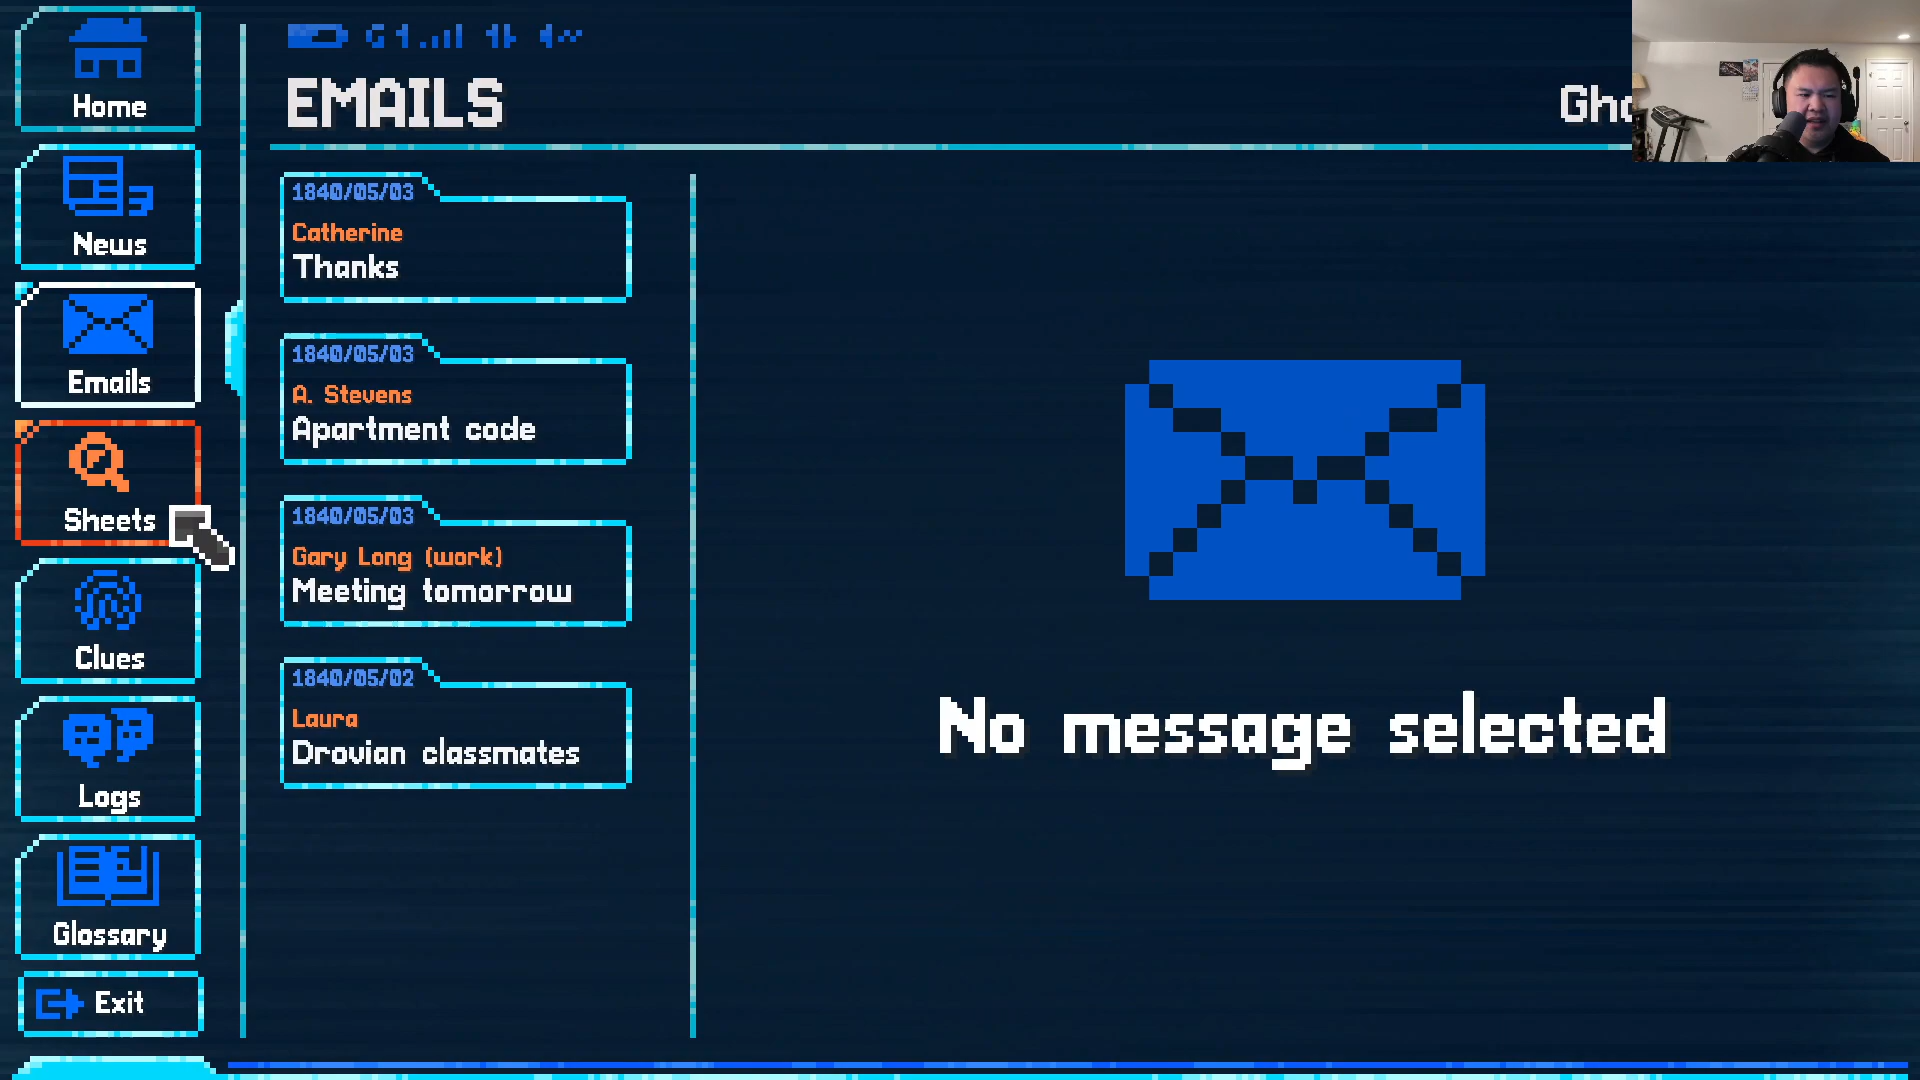 Home
News
Emails
Sheets
Clues
Logs
Glossary
Exit
EMAILS
1840/05/03
Catherine
Thanks
1840/05/03
A. Stevens
Apartment code
1840/05/03
Gary Long (work)
Meeting tomorrow
1840/05/02
Laura
Drovian classmates
No message selected